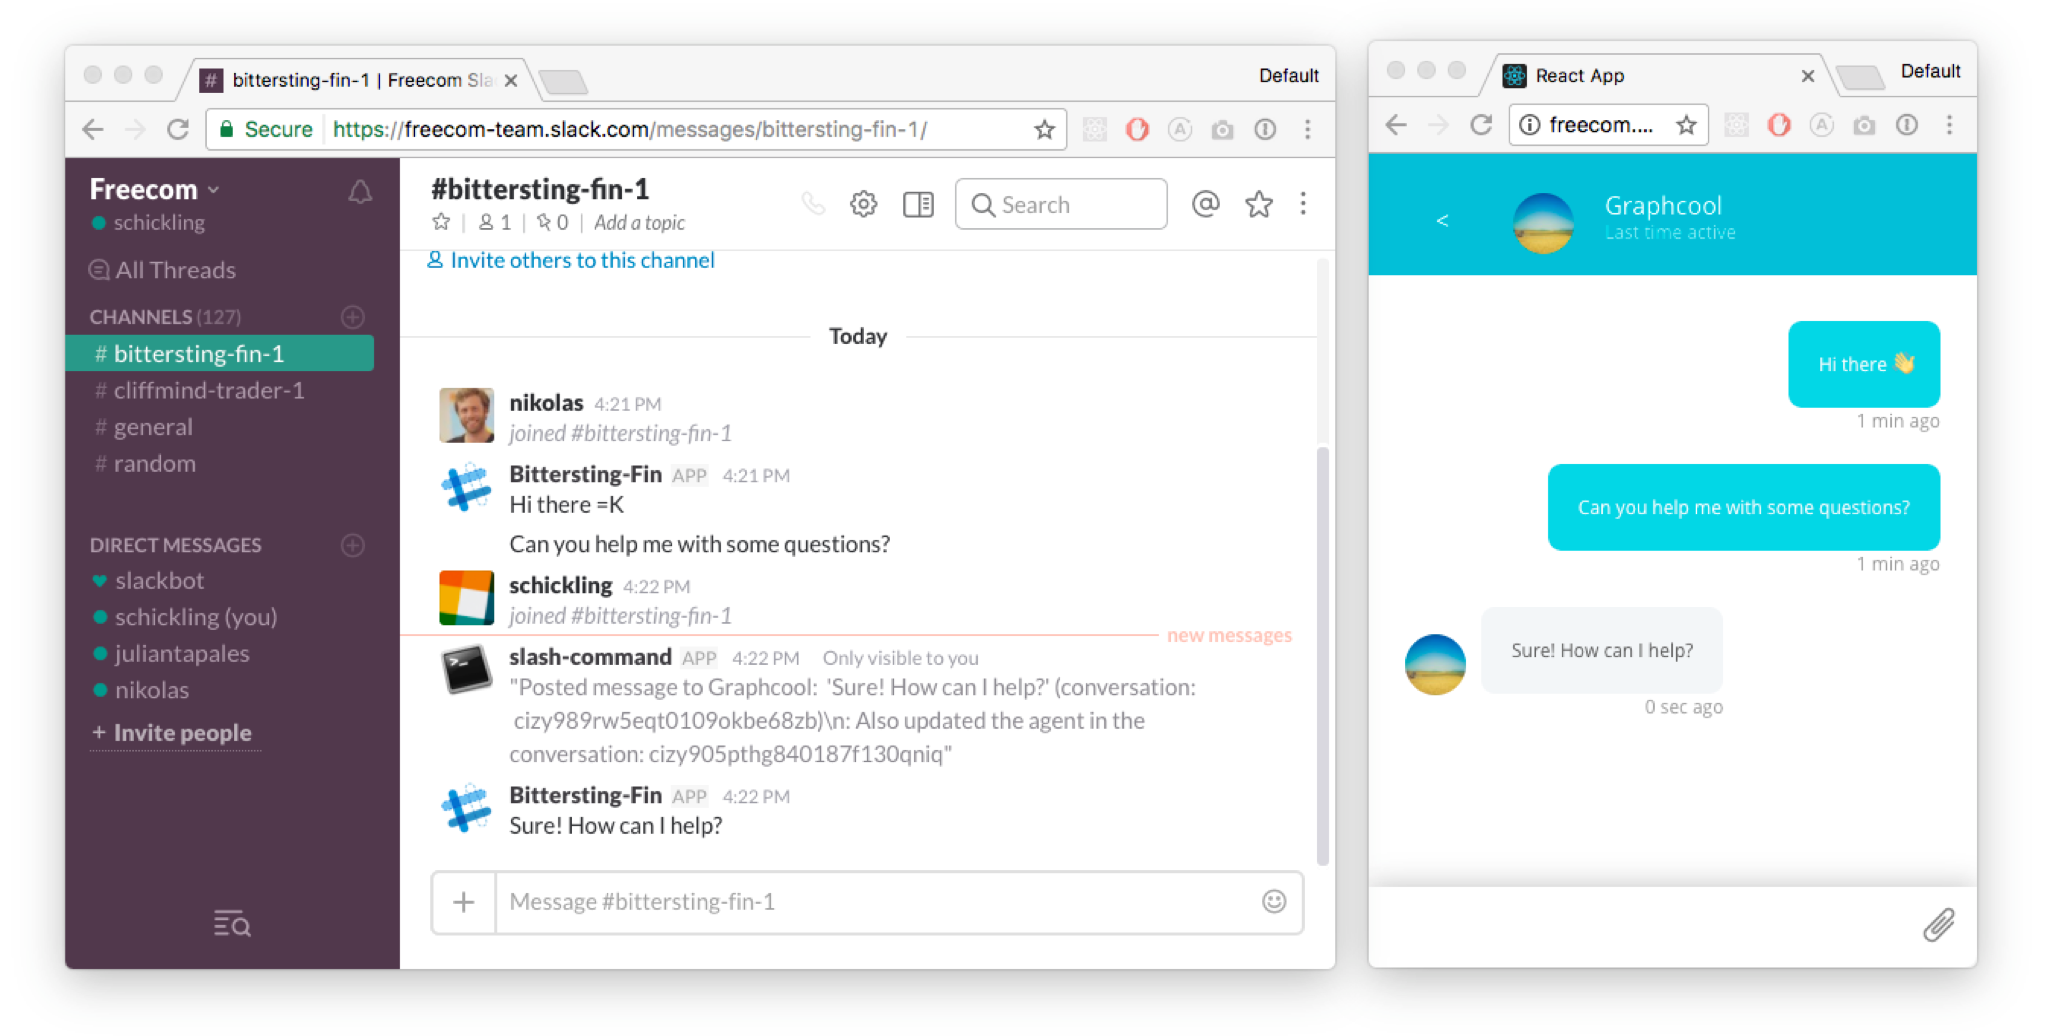 bittersting-fin-1 | Freecom Sla
Default
Secure
https://freecom-team.slack.com/messages/bittersting-fin-1/
Freecom
schickling
All Threads
CHANNELS (127)
# bittersting-fin-1
# cliffmind-trader-1
# general
# random
DIRECT MESSAGES
slackbot
schickling (you)
juliantapales
nikolas
+ Invite people
#bittersting-fin-1
1 | 0 | Add a topic
Search
Invite others to this channel
Today
nikolas 4:21 PM
joined #bittersting-fin-1
Bittersting-Fin APP 4:21 PM
Hi there =K
Can you help me with some questions?
schickling 4:22 PM
joined #bittersting-fin-1
new messages
slash-command APP 4:22 PM Only visible to you
"Posted message to Graphcool: 'Sure! How can I help?' (conversation:
cizy989rw5eqt0109okbe68zb)\n: Also updated the agent in the
conversation: cizy905pthg840187f130qniq"
Bittersting-Fin APP 4:22 PM
Sure! How can I help?
Message #bittersting-fin-1
React App
Default
freecom....
<
Graphcool
Last time active
Hi there 👋
1 min ago
Can you help me with some questions?
1 min ago
Sure! How can I help?
0 sec ago